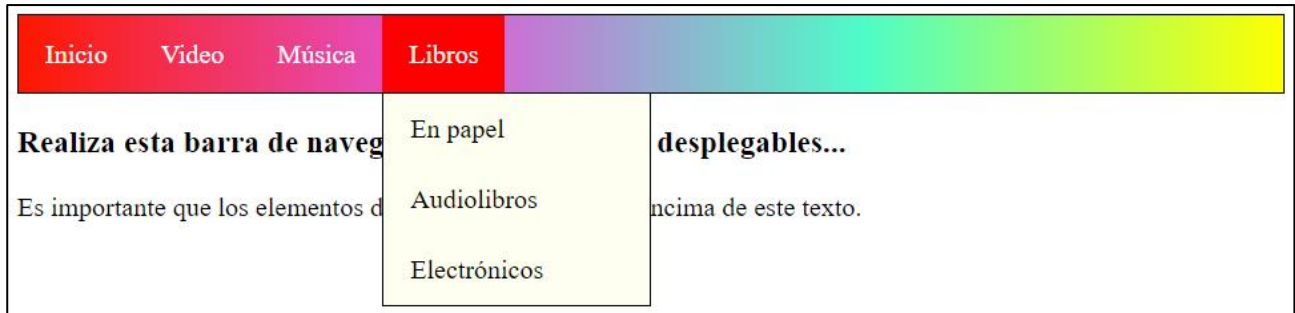 Inicio Video Música Libros
En papel
Realiza esta barra de naveg desplegables...
Audiolibros
Es importante que los elementos d ncima de este texto.
Electrónicos